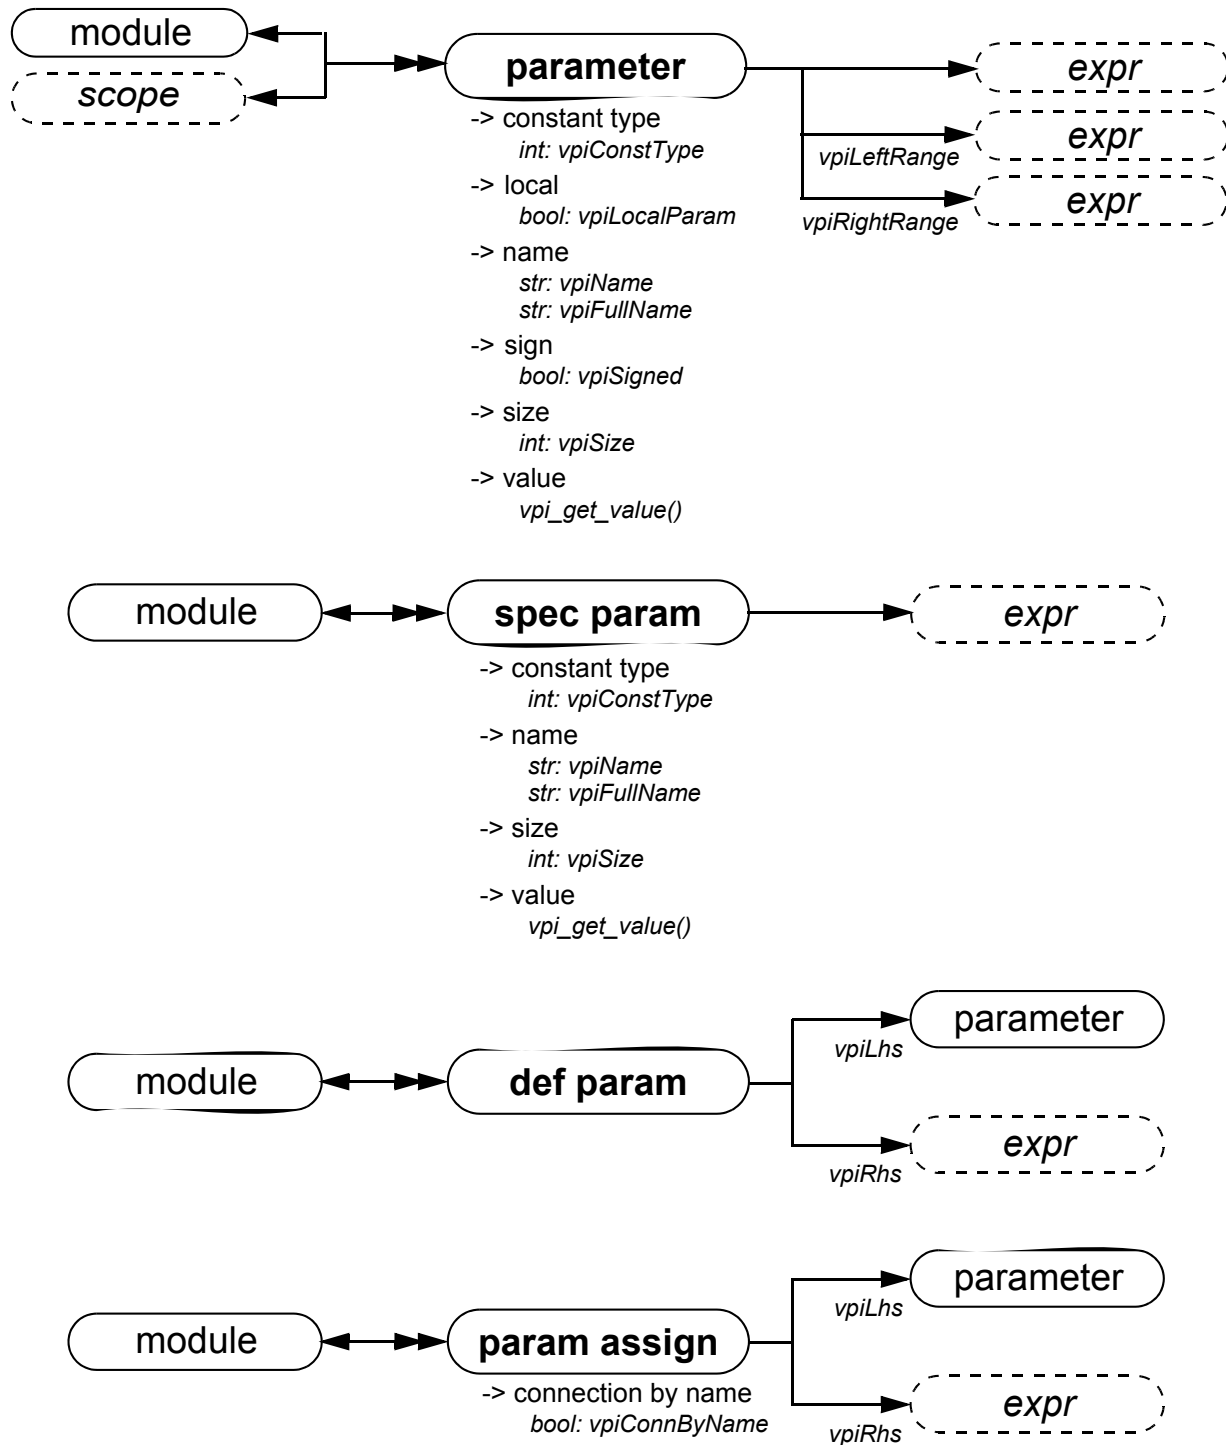 module
scope
parameter
expr
-> constant type
int: vpiConstType
vpiLeftRange
expr
-> local
bool: vpiLocalParam
vpiRightRange
expr
-> name
str: vpiName
str: vpiFullName
-> sign
bool: vpiSigned
-> size
int: vpiSize
-> value
vpi_get_value()
module
spec param
expr
-> constant type
int: vpiConstType
-> name
str: vpiName
str: vpiFullName
-> size
int: vpiSize
-> value
vpi_get_value()
module
def param
vpiLhs
parameter
vpiRhs
expr
module
param assign
-> connection by name
bool: vpiConnByName
vpiLhs
parameter
vpiRhs
expr